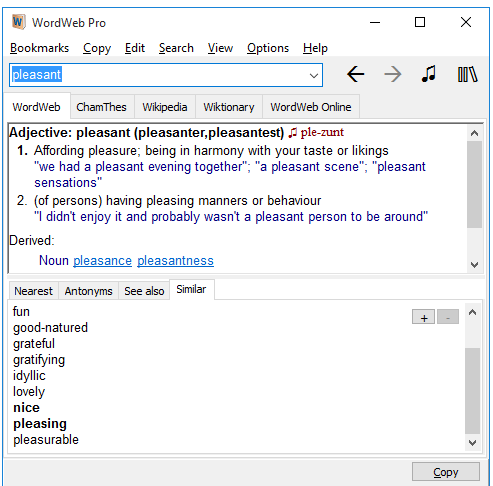 WordWeb Pro
Bookmarks Copy Edit Search View Options Help
pleasant
WordWeb ChamThes Wikipedia Wiktionary WordWeb Online
Adjective: pleasant (pleasanter,pleasantest) ♫ ple-zunt
1. Affording pleasure; being in harmony with your taste or likings
"we had a pleasant evening together"; "a pleasant scene"; "pleasant
sensations"
2. (of persons) having pleasing manners or behaviour
"I didn't enjoy it and probably wasn't a pleasant person to be around"
Derived:
Noun pleasance pleasantness
Nearest Antonyms See also Similar
fun
good-natured
grateful
gratifying
idyllic
lovely
nice
pleasing
pleasurable
+ -
Copy